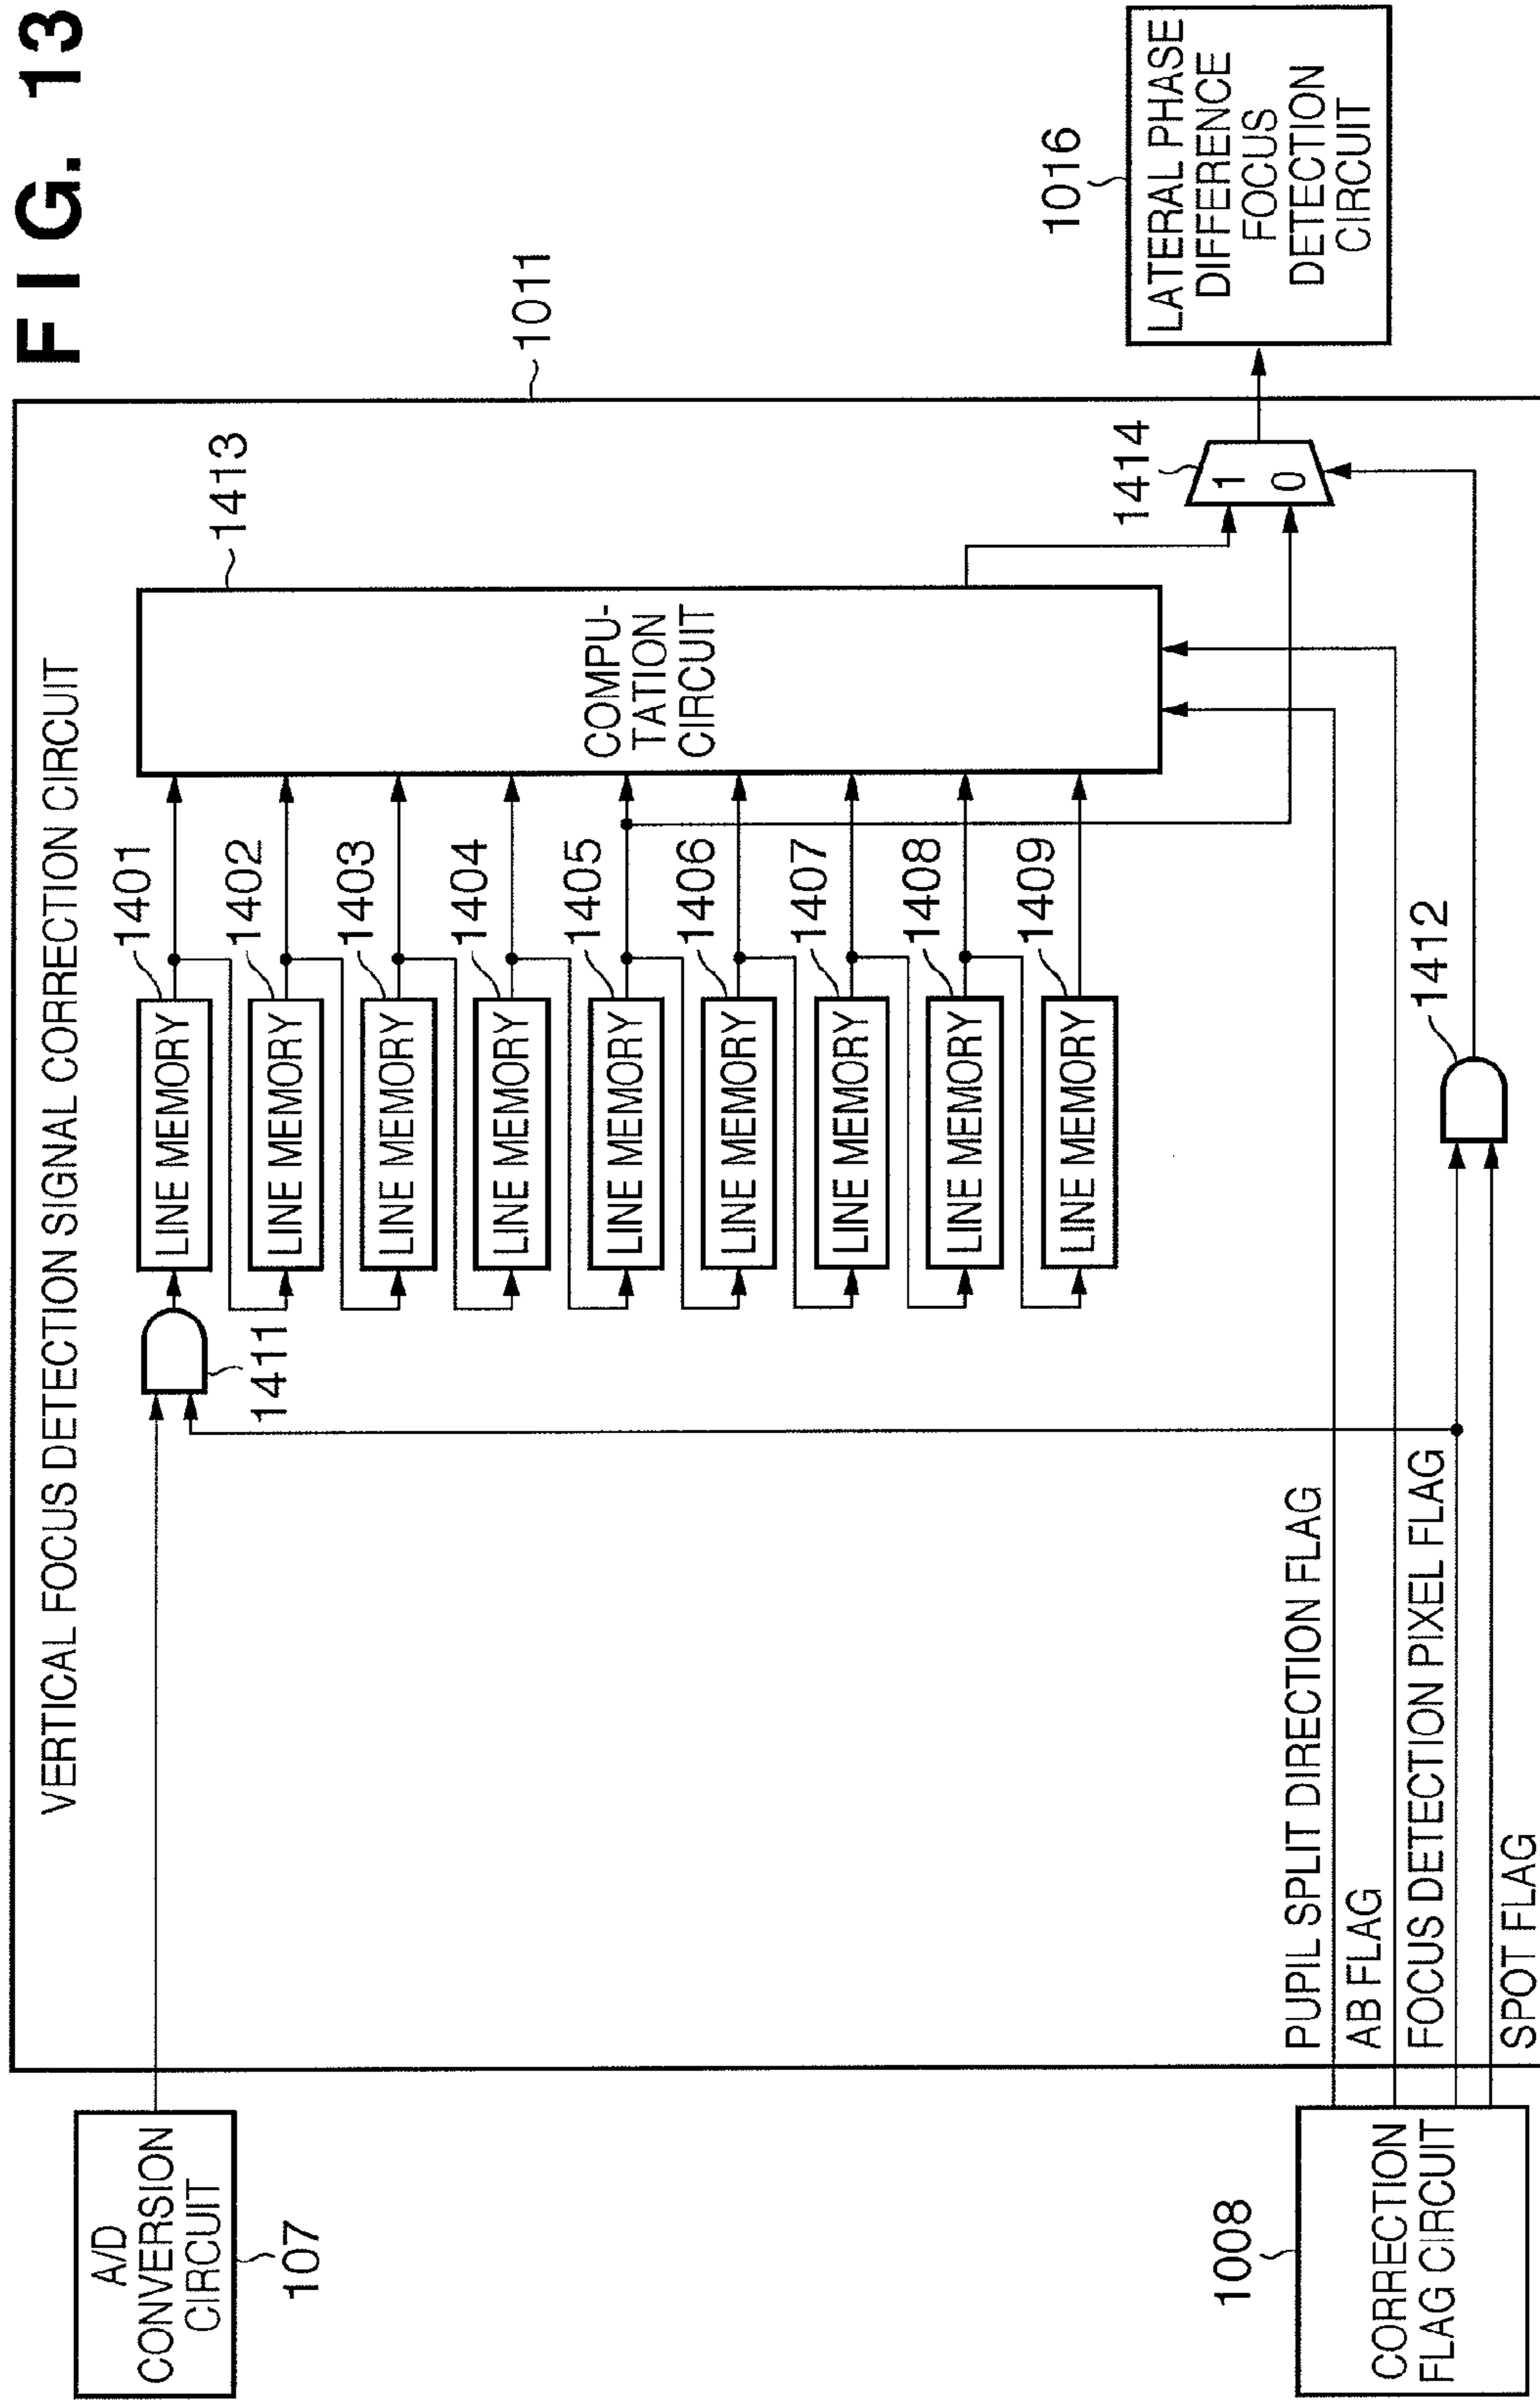 FIG. 13
VERTICAL FOCUS DETECTION SIGNAL CORRECTION CIRCUIT
1011
A/D
CONVERSION
CIRCUIT
107
1411
LINE MEMORY
1401
LINE MEMORY
1402
LINE MEMORY
1403
LINE MEMORY
1404
LINE MEMORY
1405
LINE MEMORY
1406
LINE MEMORY
1407
LINE MEMORY
1408
LINE MEMORY
1409
1413
COMPU-
TATION
CIRCUIT
1414
1
0
1016
LATERAL PHASE
DIFFERENCE
FOCUS
DETECTION
CIRCUIT
1008
CORRECTION
FLAG CIRCUIT
PUPIL SPLIT DIRECTION FLAG
AB FLAG
FOCUS DETECTION PIXEL FLAG
SPOT FLAG
1412